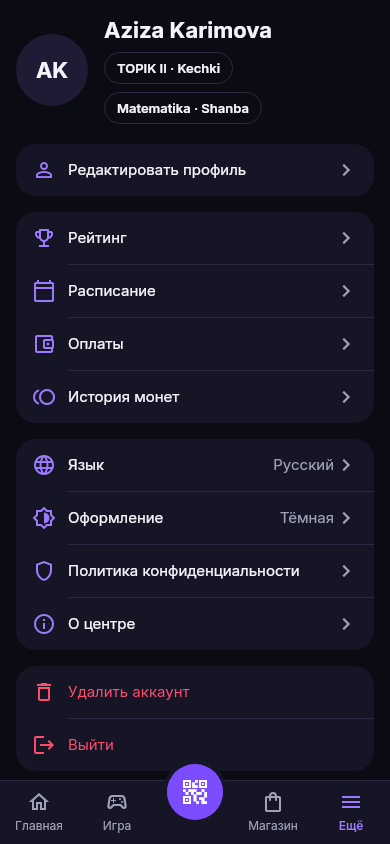 Aziza Karimova
AK
TOPIK II · Kechki
Matematika · Shanba
Редактировать профиль
Рейтинг
Расписание
Оплаты
История монет
Язык Русский
Оформление Тёмная
Политика конфиденциальности
О центре
Удалить аккаунт
Выйти
Главная Игра Магазин Ещё